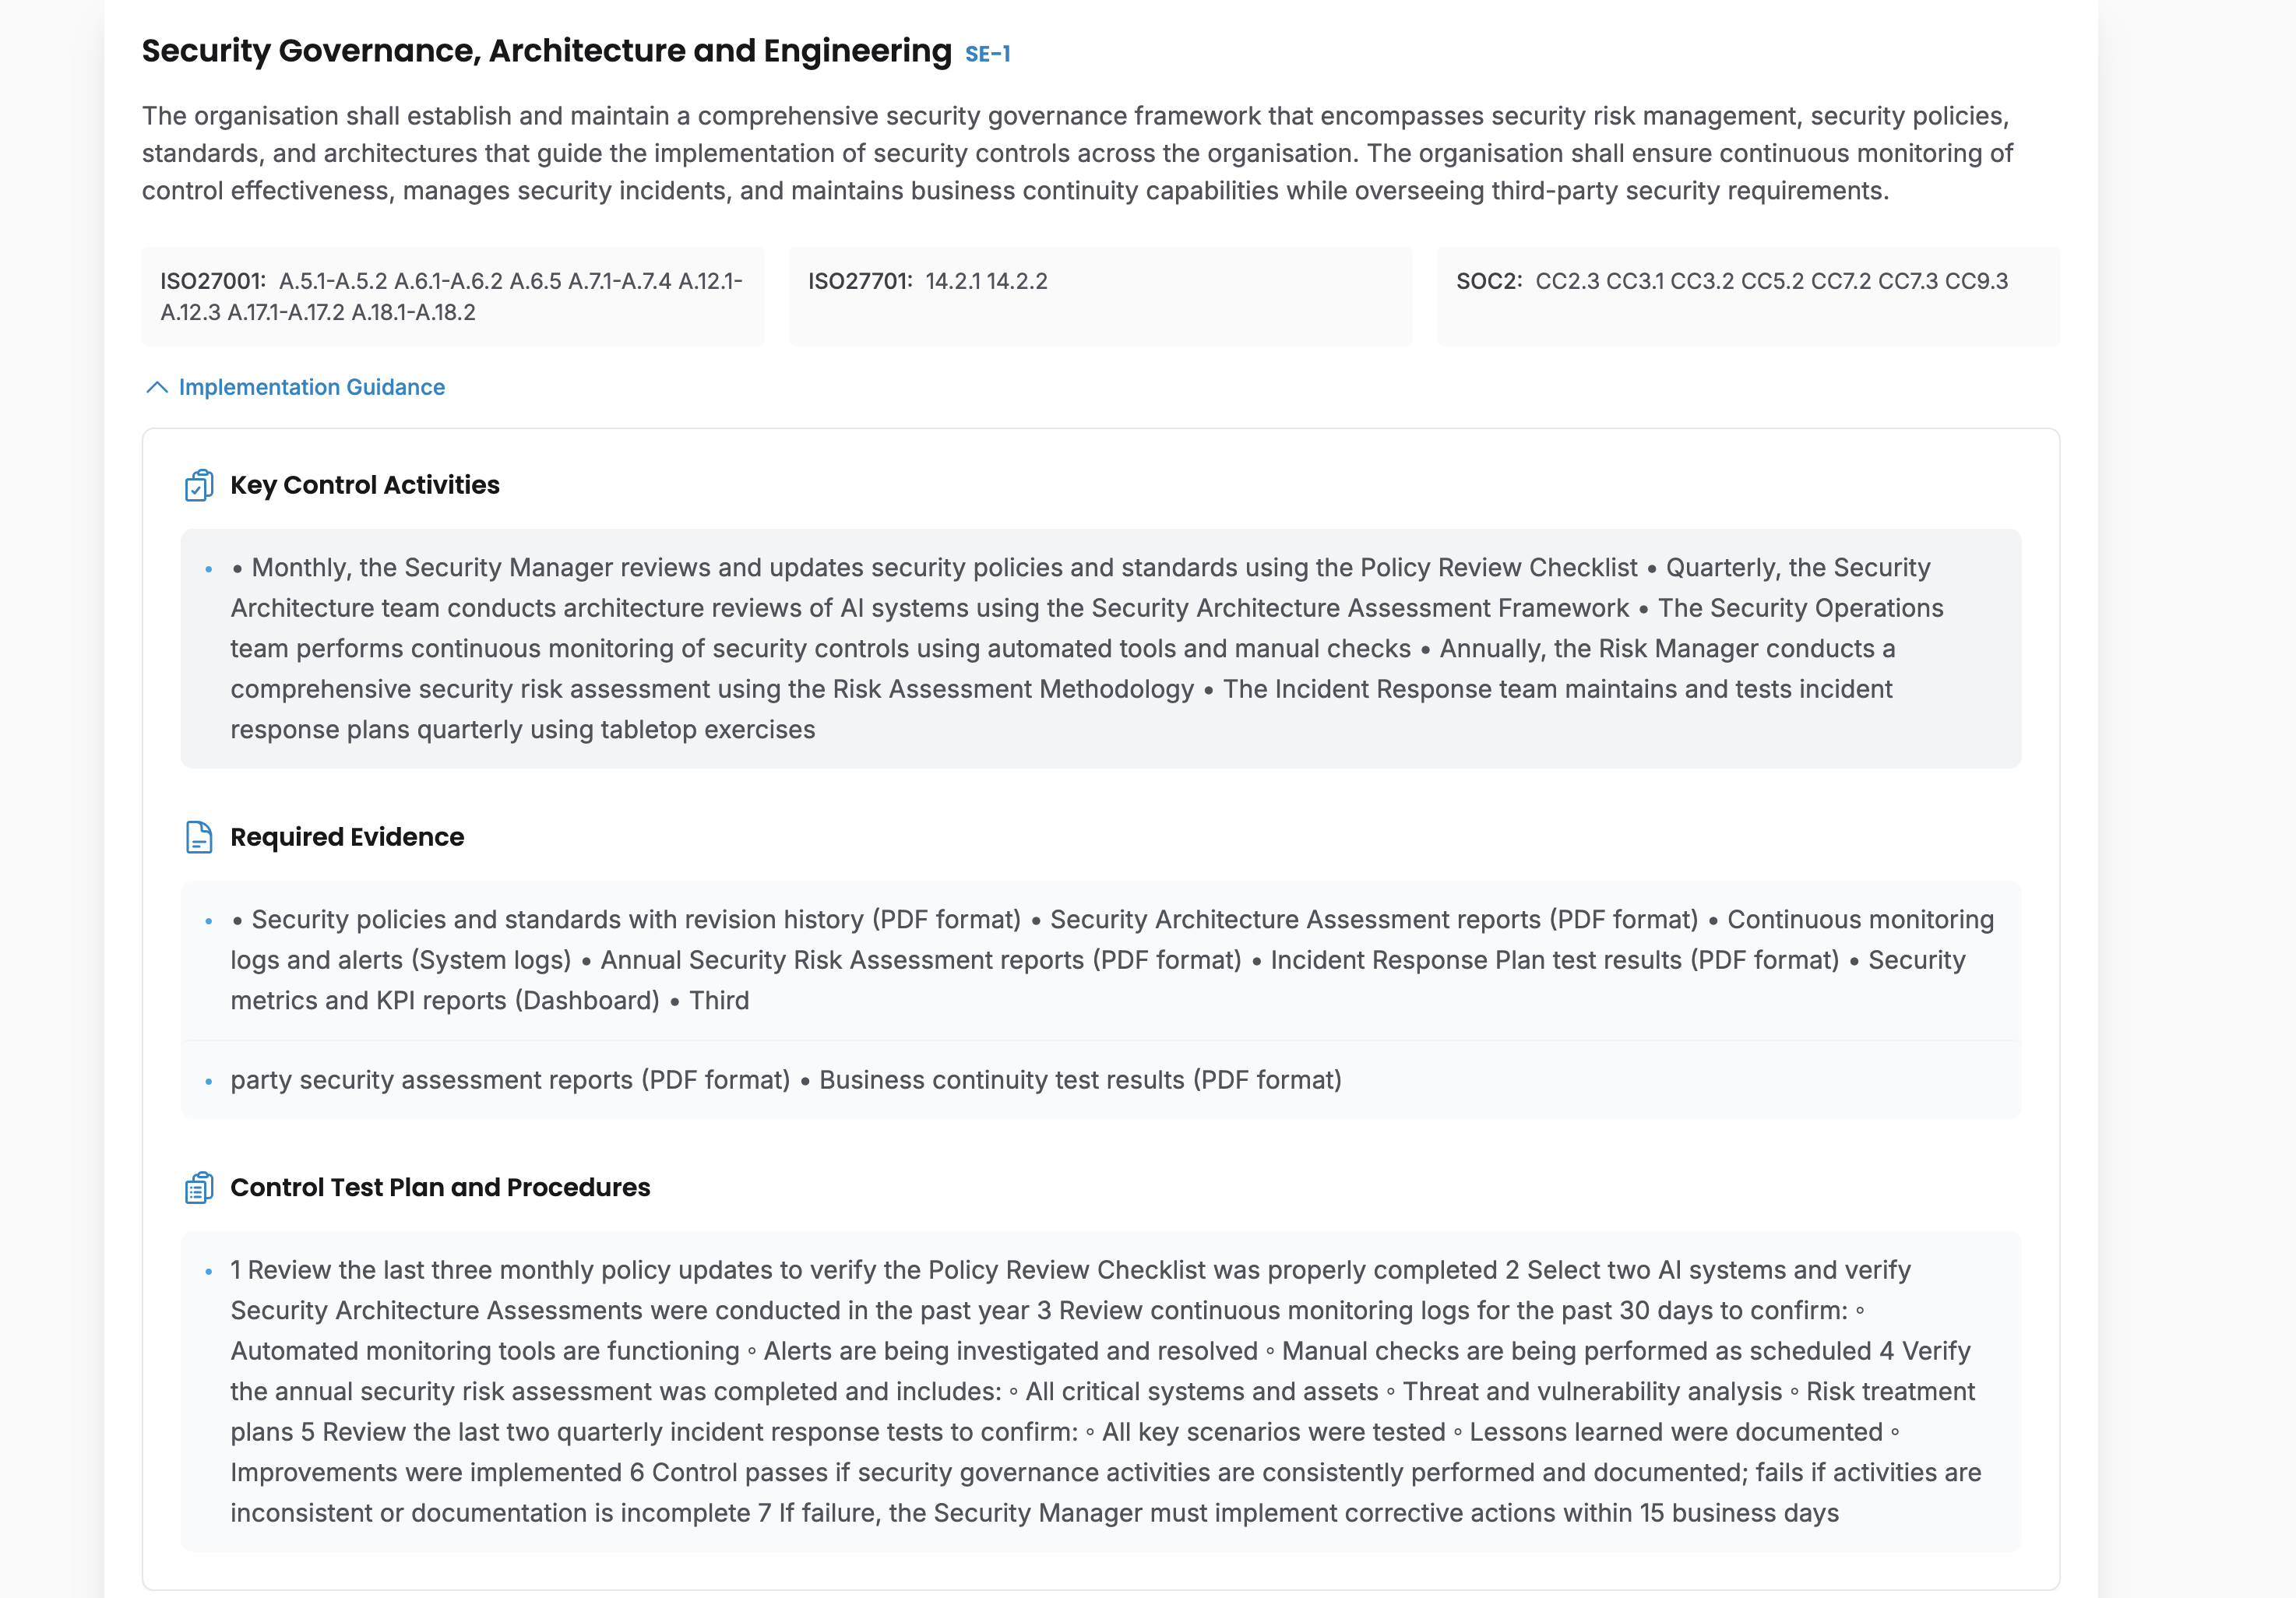 Security Governance, Architecture and Engineering SE-1
The organisation shall establish and maintain a comprehensive security governance framework that encompasses security risk management, security policies,
standards, and architectures that guide the implementation of security controls across the organisation. The organisation shall ensure continuous monitoring of
control effectiveness, manages security incidents, and maintains business continuity capabilities while overseeing third-party security requirements.
ISO27001: A.5.1-A.5.2 A.6.1-A.6.2 A.6.5 A.7.1-A.7.4 A.12.1-
A.12.3 A.17.1-A.17.2 A.18.1-A.18.2
ISO27701: 14.2.1 14.2.2
SOC2: CC2.3 CC3.1 CC3.2 CC5.2 CC7.2 CC7.3 CC9.3
Implementation Guidance
Key Control Activities
• • Monthly, the Security Manager reviews and updates security policies and standards using the Policy Review Checklist • Quarterly, the Security
Architecture team conducts architecture reviews of AI systems using the Security Architecture Assessment Framework • The Security Operations
team performs continuous monitoring of security controls using automated tools and manual checks • Annually, the Risk Manager conducts a
comprehensive security risk assessment using the Risk Assessment Methodology • The Incident Response team maintains and tests incident
response plans quarterly using tabletop exercises
Required Evidence
• • Security policies and standards with revision history (PDF format) • Security Architecture Assessment reports (PDF format) • Continuous monitoring
logs and alerts (System logs) • Annual Security Risk Assessment reports (PDF format) • Incident Response Plan test results (PDF format) • Security
metrics and KPI reports (Dashboard) • Third
• party security assessment reports (PDF format) • Business continuity test results (PDF format)
Control Test Plan and Procedures
• 1 Review the last three monthly policy updates to verify the Policy Review Checklist was properly completed 2 Select two AI systems and verify
Security Architecture Assessments were conducted in the past year 3 Review continuous monitoring logs for the past 30 days to confirm: ◦
Automated monitoring tools are functioning ◦ Alerts are being investigated and resolved ◦ Manual checks are being performed as scheduled 4 Verify
the annual security risk assessment was completed and includes: ◦ All critical systems and assets ◦ Threat and vulnerability analysis ◦ Risk treatment
plans 5 Review the last two quarterly incident response tests to confirm: ◦ All key scenarios were tested ◦ Lessons learned were documented ◦
Improvements were implemented 6 Control passes if security governance activities are consistently performed and documented; fails if activities are
inconsistent or documentation is incomplete 7 If failure, the Security Manager must implement corrective actions within 15 business days